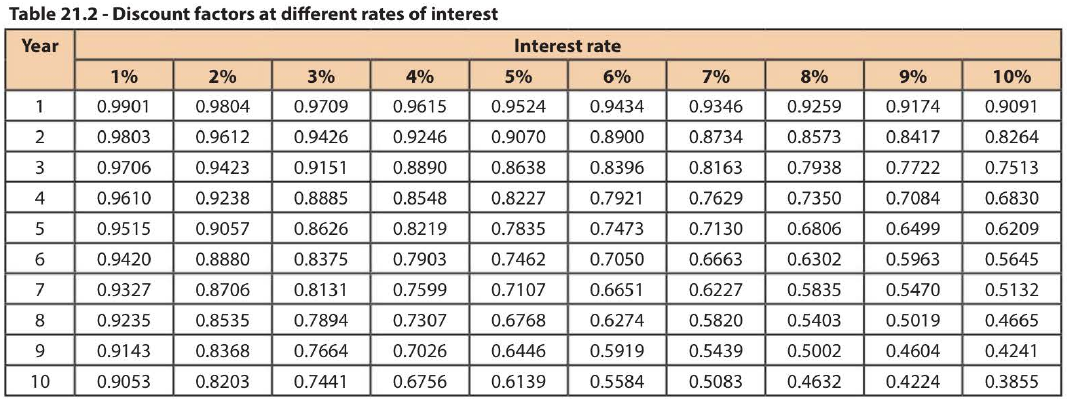 Table 21.2 - Discount factors at different rates of interest
Year Interest rate
1% 2% 3% 4% 5% 6% 7% 8% 9% 10%
1 0.9901 0.9804 0.9709 0.9615 0.9524 0.9434 0.9346 0.9259 0.9174 0.9091
2 0.9803 0.9612 0.9426 0.9246 0.9070 0.8900 0.8734 0.8573 0.8417 0.8264
3 0.9706 0.9423 0.9151 0.8890 0.8638 0.8396 0.8163 0.7938 0.7722 0.7513
4 0.9610 0.9238 0.8885 0.8548 0.8227 0.7921 0.7629 0.7350 0.7084 0.6830
5 0.9515 0.9057 0.8626 0.8219 0.7835 0.7473 0.7130 0.6806 0.6499 0.6209
6 0.9420 0.8880 0.8375 0.7903 0.7462 0.7050 0.6663 0.6302 0.5963 0.5645
7 0.9327 0.8706 0.8131 0.7599 0.7107 0.6651 0.6227 0.5835 0.5470 0.5132
8 0.9235 0.8535 0.7894 0.7307 0.6768 0.6274 0.5820 0.5403 0.5019 0.4665
9 0.9143 0.8368 0.7664 0.7026 0.6446 0.5919 0.5439 0.5002 0.4604 0.4241
10 0.9053 0.8203 0.7441 0.6756 0.6139 0.5584 0.5083 0.4632 0.4224 0.3855